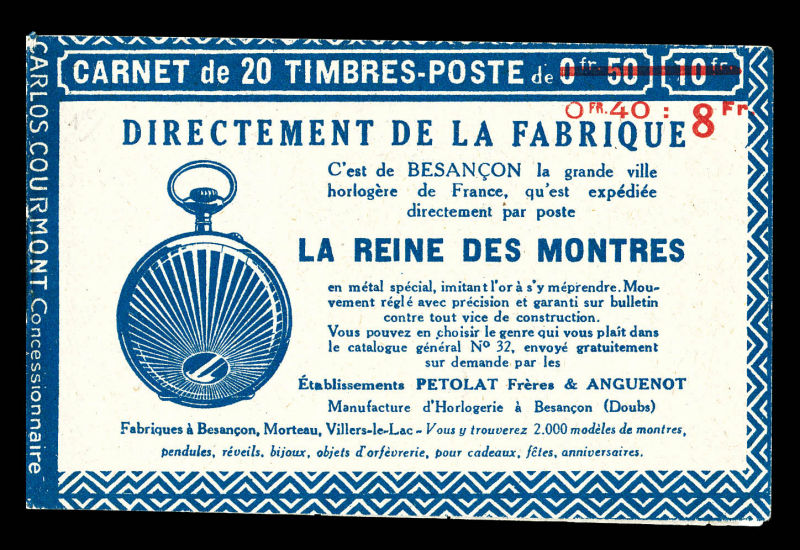 CARNET de 20 TIMBRES-POSTE de 0 fr. 50 10 fr.
0 FR. 40 : 8 Fr
DIRECTEMENT DE LA FABRIQUE
C'est de BESANÇON la grande ville
horlogère de France, qu'est expédiée
directement par poste
LA REINE DES MONTRES
en métal spécial, imitant l'or à s'y méprendre. Mou-
vement réglé avec précision et garanti sur bulletin
contre tout vice de construction.
Vous pouvez en choisir le genre qui vous plaît dans
le catalogue général Nº 32, envoyé gratuitement
sur demande par les
Établissements PETOLAT Frères & ANGUENOT
Manufacture d'Horlogerie à Besançon (Doubs)
Fabriques à Besançon, Morteau, Villers-le-Lac - Vous y trouverez 2.000 modèles de montres,
pendules, réveils, bijoux, objets d'orfèvrerie, pour cadeaux, fêtes, anniversaires.
CARLOS COURMONT. Concessionnaire